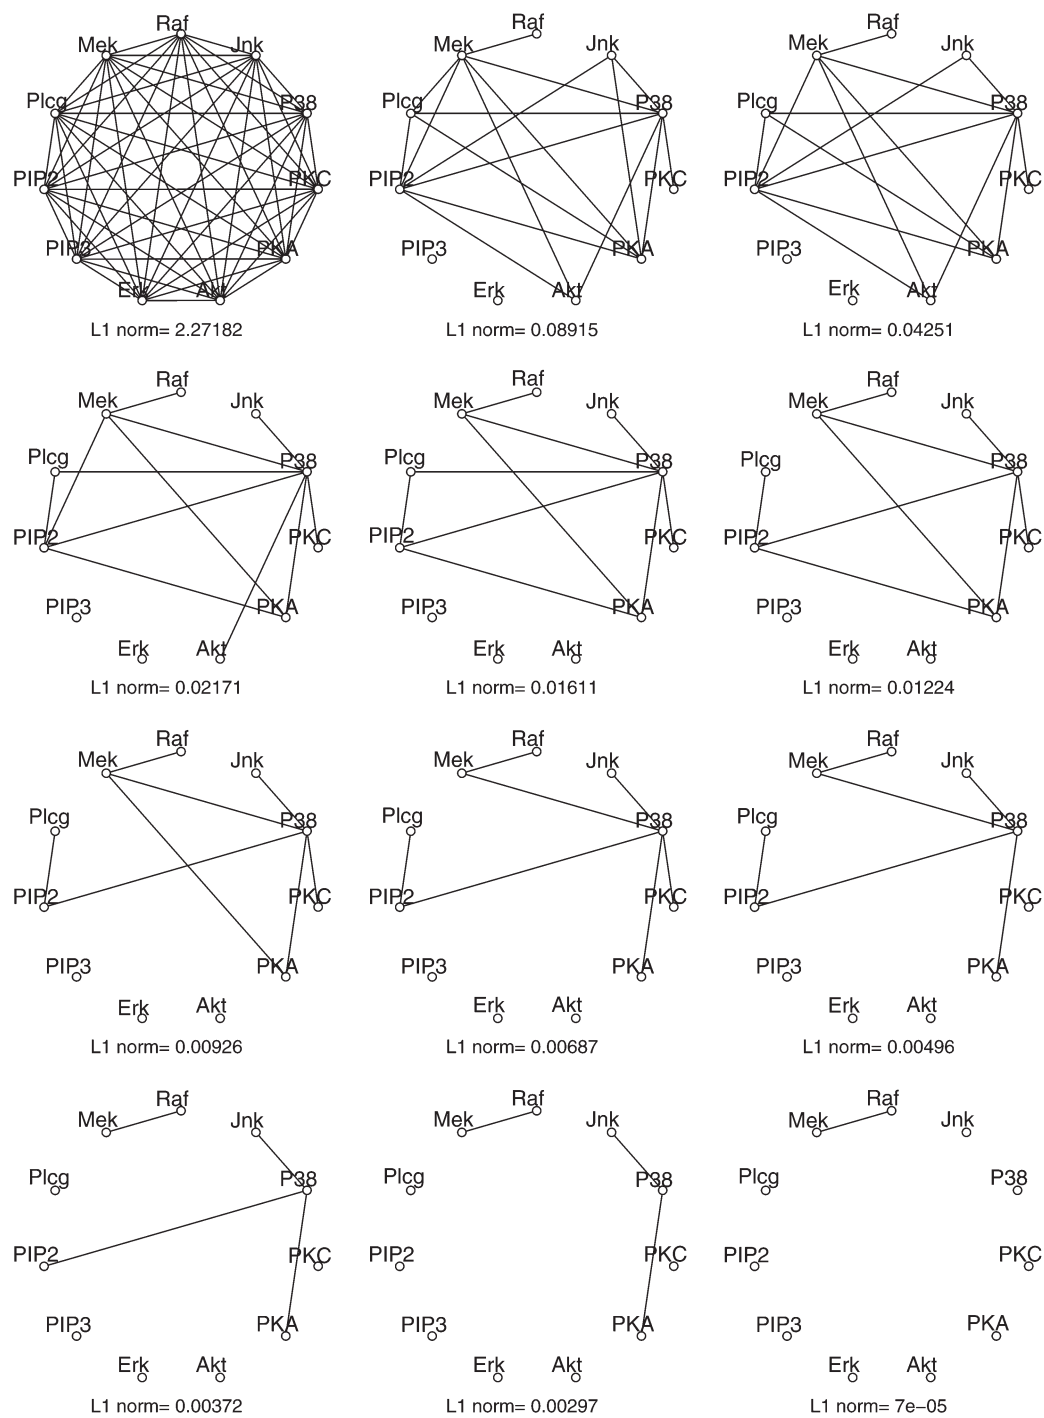 Raf
Mek Jnk
Plcg P38
PIP2 PKC
PIP3 PKA
Erk Akt
L1 norm= 2.27182
Raf
Mek Jnk
Plcg P38
PIP2 PKC
PIP3 PKA
Erk Akt
L1 norm= 0.08915
Raf
Mek Jnk
Plcg P38
PIP2 PKC
PIP3 PKA
Erk Akt
L1 norm= 0.04251
Raf
Mek Jnk
Plcg P38
PIP2 PKC
PIP3 PKA
Erk Akt
L1 norm= 0.02171
Raf
Mek Jnk
Plcg P38
PIP2 PKC
PIP3 PKA
Erk Akt
L1 norm= 0.01611
Raf
Mek Jnk
Plcg P38
PIP2 PKC
PIP3 PKA
Erk Akt
L1 norm= 0.01224
Raf
Mek Jnk
Plcg P38
PIP2 PKC
PIP3 PKA
Erk Akt
L1 norm= 0.00926
Raf
Mek Jnk
Plcg P38
PIP2 PKC
PIP3 PKA
Erk Akt
L1 norm= 0.00687
Raf
Mek Jnk
Plcg P38
PIP2 PKC
PIP3 PKA
Erk Akt
L1 norm= 0.00496
Raf
Mek Jnk
Plcg P38
PIP2 PKC
PIP3 PKA
Erk Akt
L1 norm= 0.00372
Raf
Mek Jnk
Plcg P38
PIP2 PKC
PIP3 PKA
Erk Akt
L1 norm= 0.00297
Raf
Mek Jnk
Plcg P38
PIP2 PKC
PIP3 PKA
Erk Akt
L1 norm= 7e−05